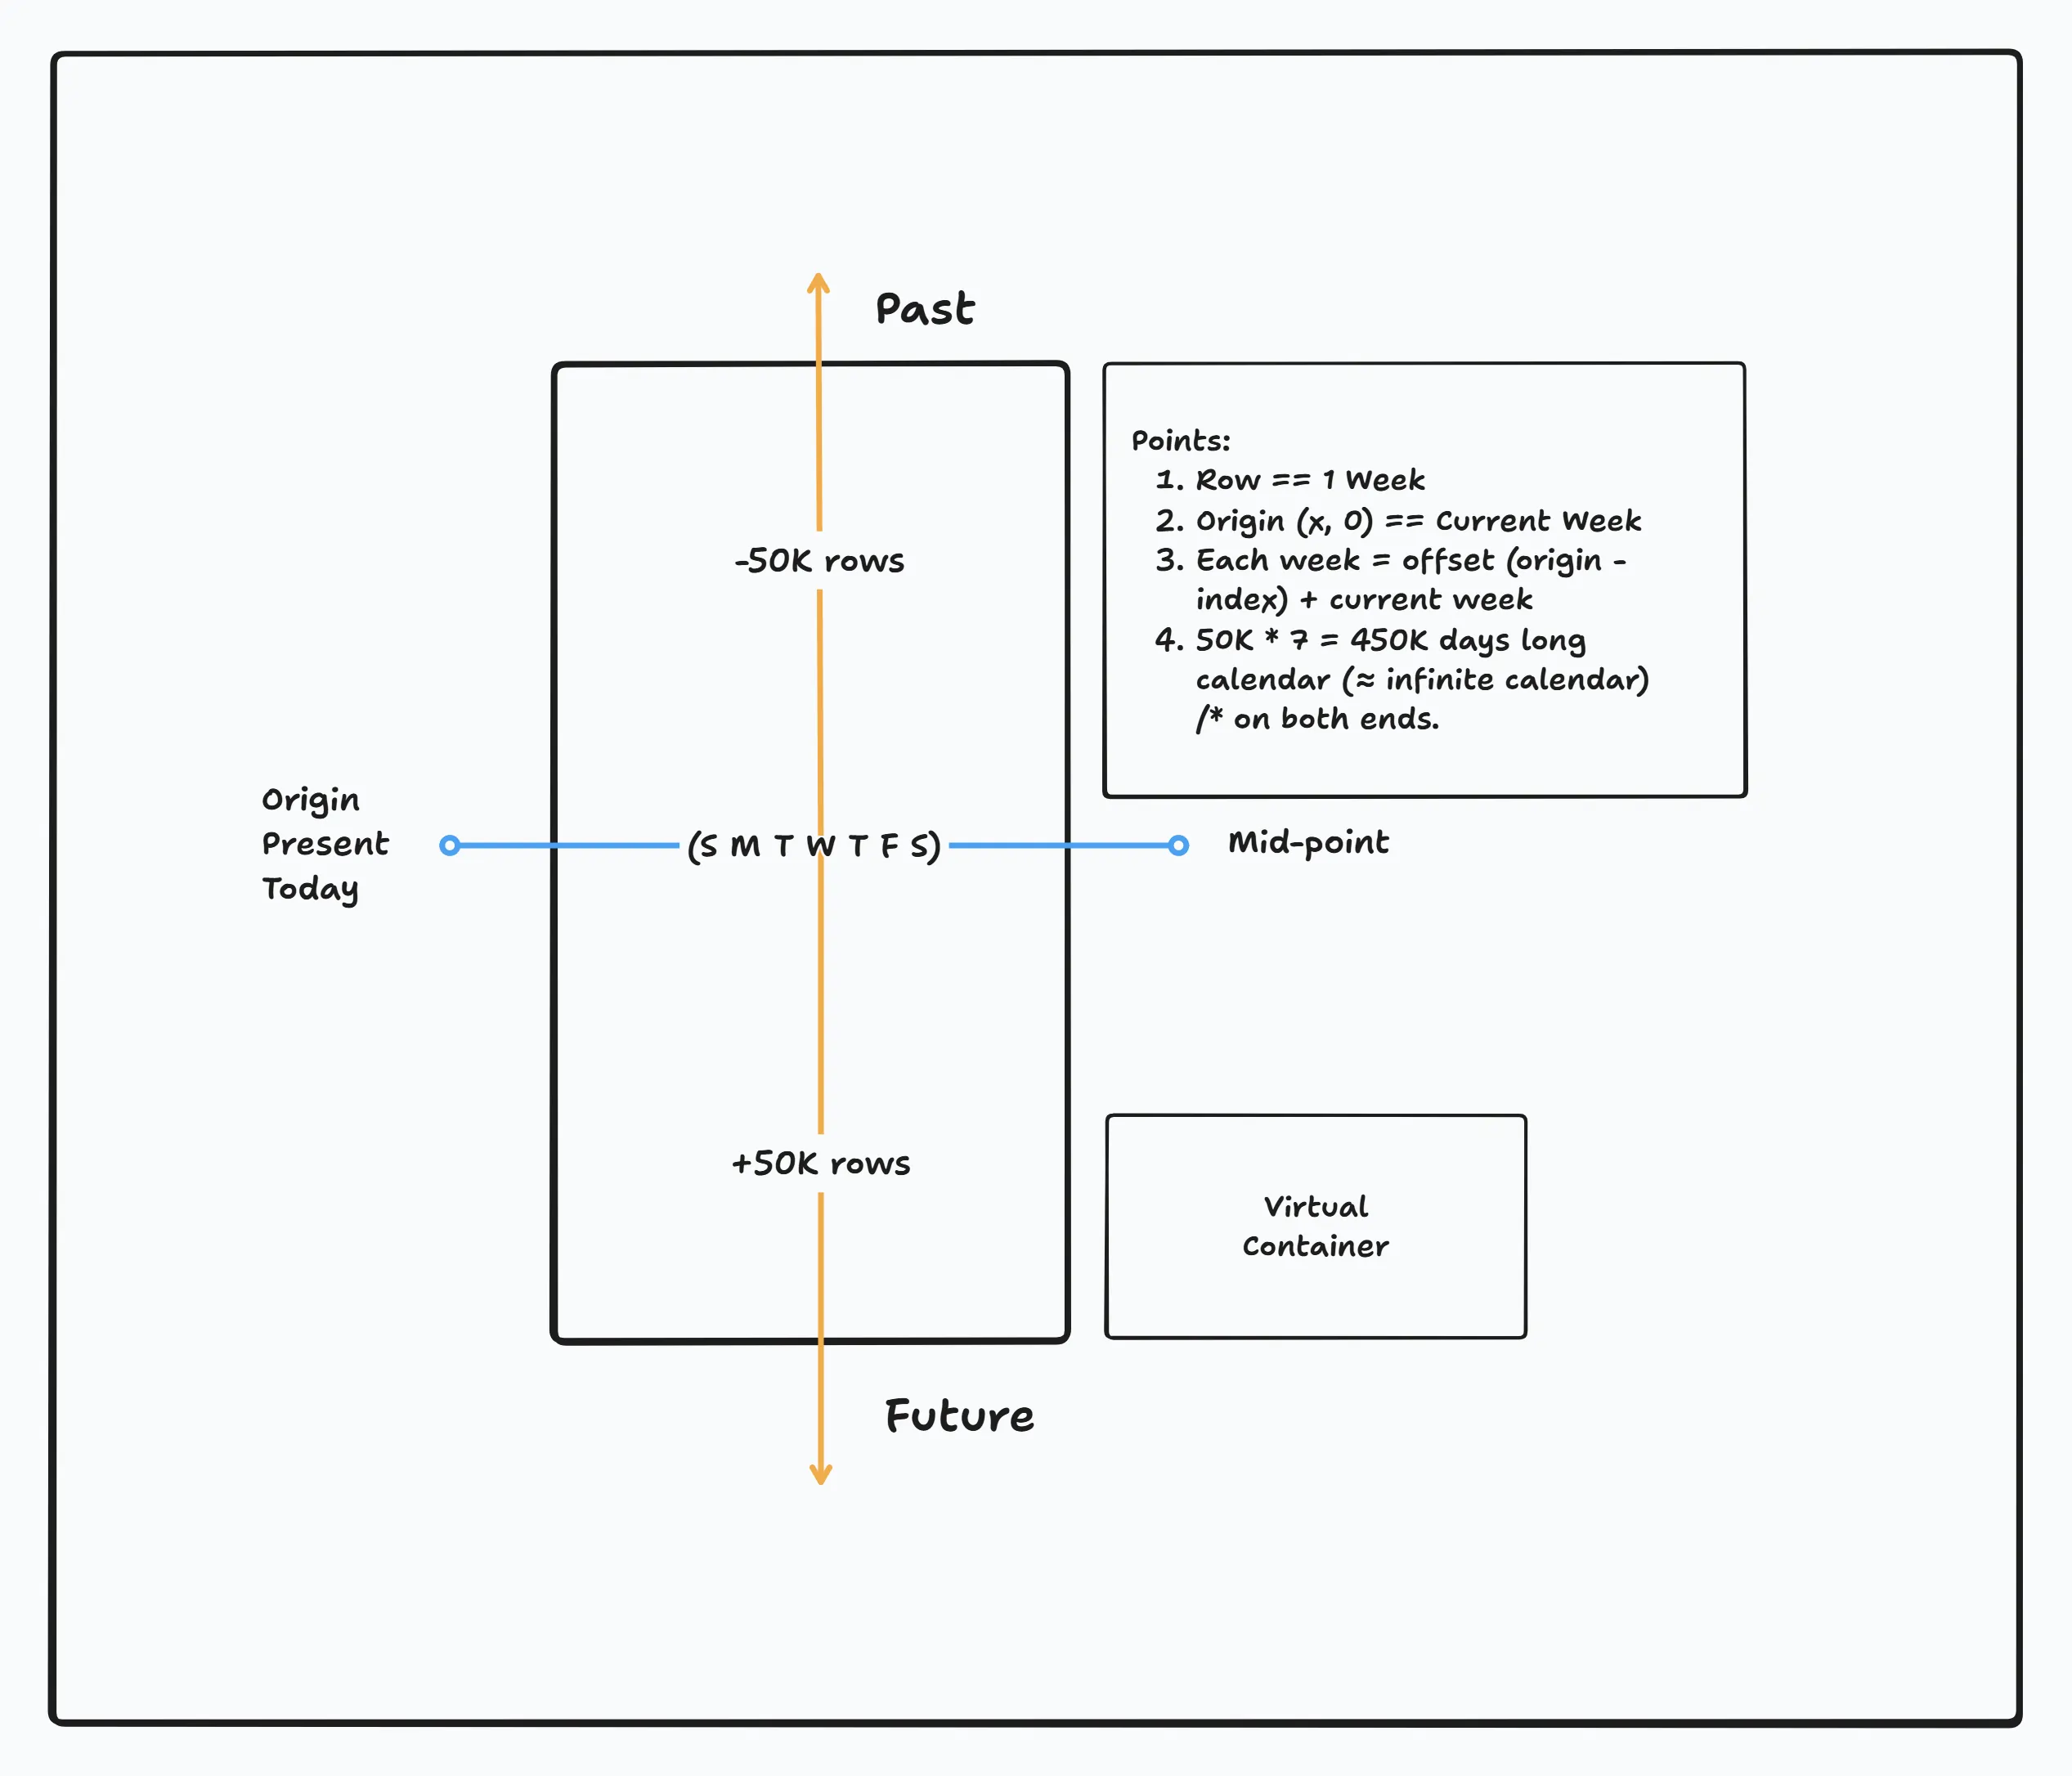 Past
Points:
1. Row == 1 Week
2. Origin (x, 0) == Current Week
3. Each week = offset (origin -
index) + current week
4. 50K * 7 = 450K days long
calendar (≈ infinite calendar)
/* on both ends.
-50K rows
Origin
Present
Today
(S M T W T F S)
Mid-point
+50K rows
Virtual
Container
Future